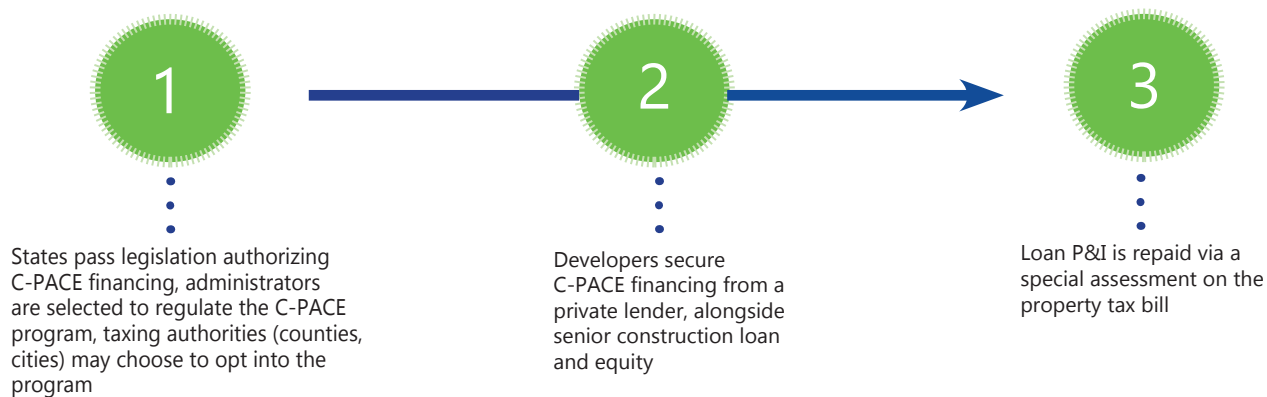 1
States pass legislation authorizing
C-PACE financing, administrators
are selected to regulate the C-PACE
program, taxing authorities (counties,
cities) may choose to opt into the
program
2
Developers secure
C-PACE financing from a
private lender, alongside
senior construction loan
and equity
3
Loan P&I is repaid via a
special assessment on the
property tax bill